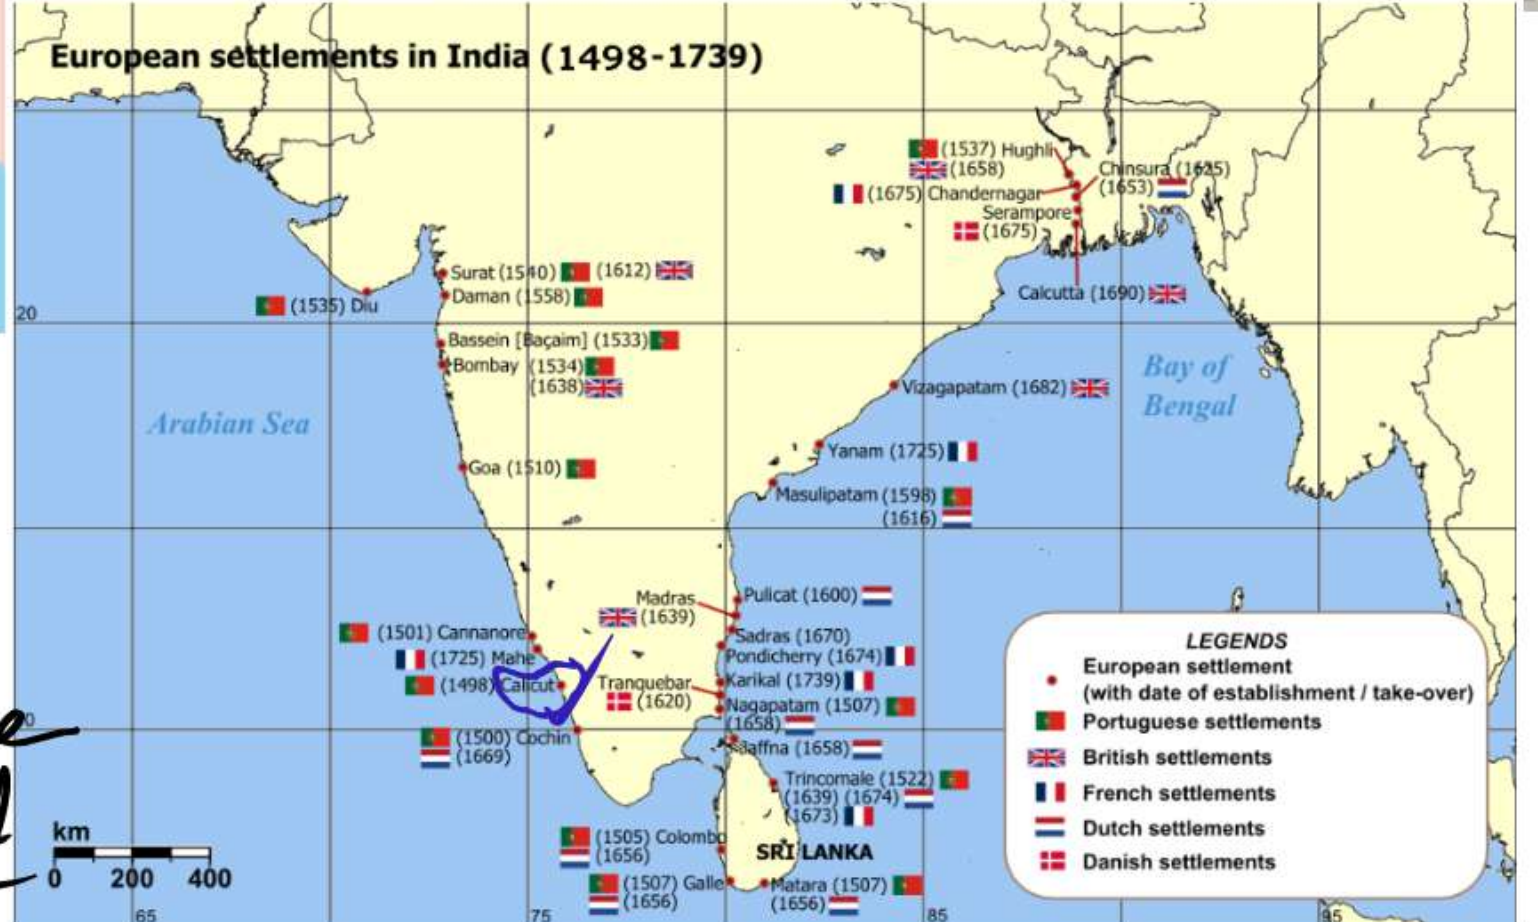 European settlements in India (1498-1739)
(1537) Hughli
(1658)
(1675) Chandernagar
Chinsura (1625)
(1653)
Serampore
(1675)
Calcutta (1690)
Surat (1540)
(1612)
Daman (1558)
(1535) Diu
20
Bassein [Baçaim] (1533)
Bombay (1534)
(1638)
Arabian Sea
Bay of
Bengal
Vizagapatam (1682)
Yanam (1725)
Goa (1510)
Masulipatam (1598)
(1616)
Madras
(1639)
Pulicat (1600)
Sadras (1670)
(1501) Cannanore
(1725) Mahe
(1498) Calicut
Pondicherry (1674)
Karikal (1739)
Tranquebar
(1620)
Nagapatam (1507)
(1658)
(1500) Cochin
(1669)
Jaffna (1658)
Trincomale (1522)
(1639) (1674)
(1673)
(1505) Colombo
(1656)
SRI LANKA
(1507) Galle
(1656)
Matara (1507)
(1656)
km
0 200 400
65
75
85
95
LEGENDS
European settlement
(with date of establishment / take-over)
Portuguese settlements
British settlements
French settlements
Dutch settlements
Danish settlements